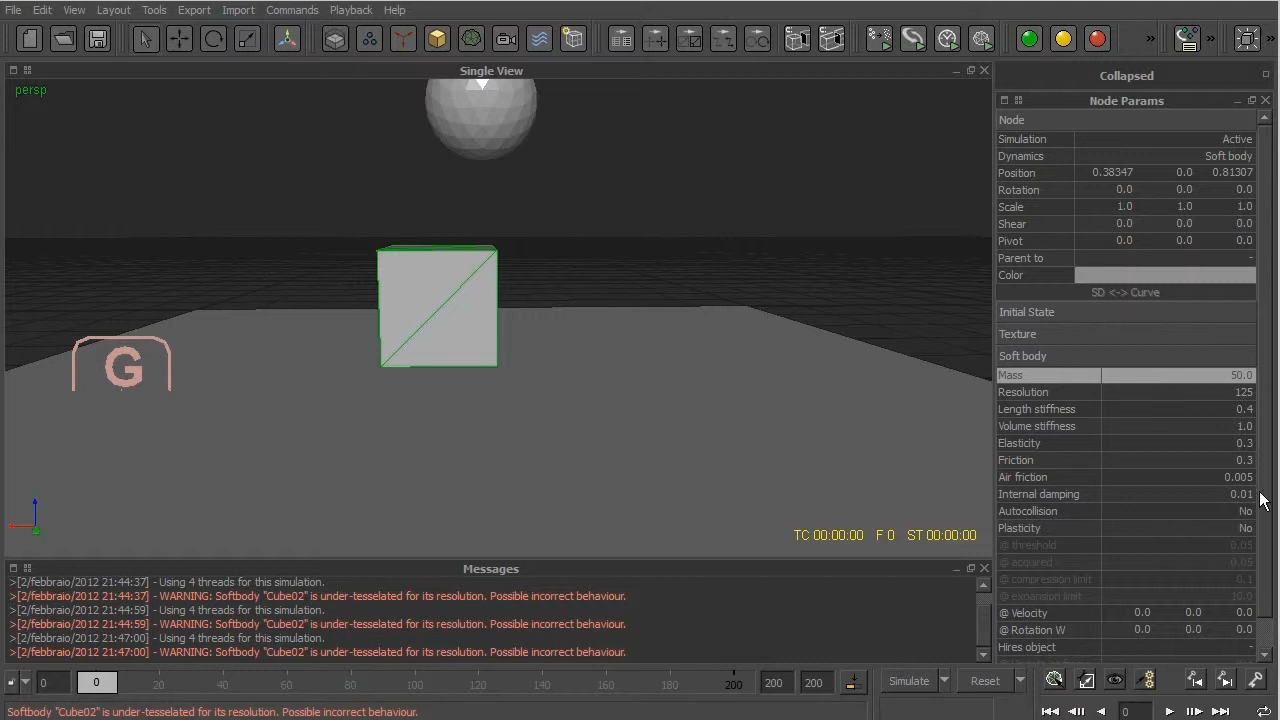 File Edit View Layout Tools Export Import Commands Playback Help
Single View
persp
G
TC 00:00:00 F 0 ST 00:00:00
Collapsed
Node Params
Node
Simulation Active
Dynamics Soft body
Position 0.38347 0.0 0.81307
Rotation 0.0 0.0 0.0
Scale 1.0 1.0 1.0
Shear 0.0 0.0 0.0
Pivot 0.0 0.0 0.0
Parent to -
Color
SD <-> Curve
Initial State
Texture
Soft body
Mass 50.0
Resolution 125
Length stiffness 0.4
Volume stiffness 1.0
Elasticity 0.3
Friction 0.3
Air friction 0.005
Internal damping 0.01
Autocollision No
Plasticity No
@ threshold 0.05
@ acquired 0.05
@ compression limit 0.1
@ expansion limit 10.0
@ Velocity 0.0 0.0 0.0
@ Rotation W 0.0 0.0 0.0
Hires object -
Messages
>[2/febbraio/2012 21:44:37] - Using 4 threads for this simulation.
>[2/febbraio/2012 21:44:37] - WARNING: Softbody "Cube02" is under-tesselated for its resolution. Possible incorrect behaviour.
>[2/febbraio/2012 21:44:59] - Using 4 threads for this simulation.
>[2/febbraio/2012 21:44:59] - WARNING: Softbody "Cube02" is under-tesselated for its resolution. Possible incorrect behaviour.
>[2/febbraio/2012 21:47:00] - Using 4 threads for this simulation.
>[2/febbraio/2012 21:47:00] - WARNING: Softbody "Cube02" is under-tesselated for its resolution. Possible incorrect behaviour.
0 0 20 40 60 80 100 120 140 160 180 200 200 200 Simulate Reset
Softbody "Cube02" is under-tesselated for its resolution. Possible incorrect behaviour.
0